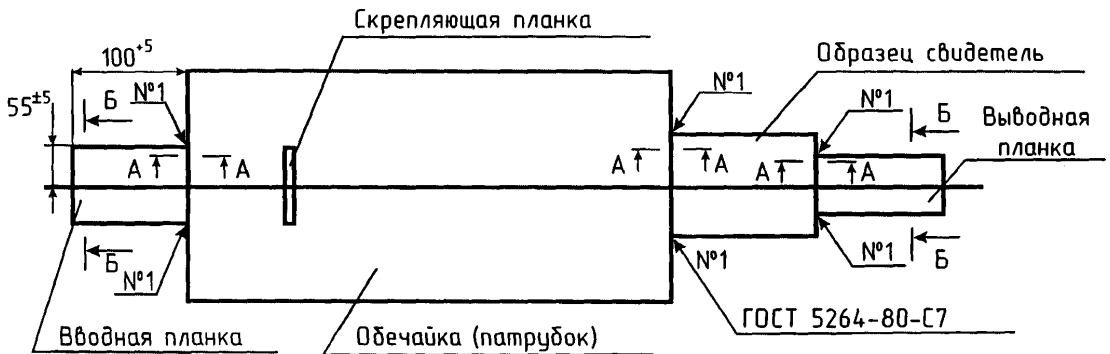 Скрепляющая планка
100⁺⁵
Образец свидетель
55±5
Б
№1
№1
№1
Б
Выводная
планка
А
А
А
А
А
А
Б
№1
№1
№1
Б
ГОСТ 5264-80-С7
Вводная планка
Обечайка (патрубок)